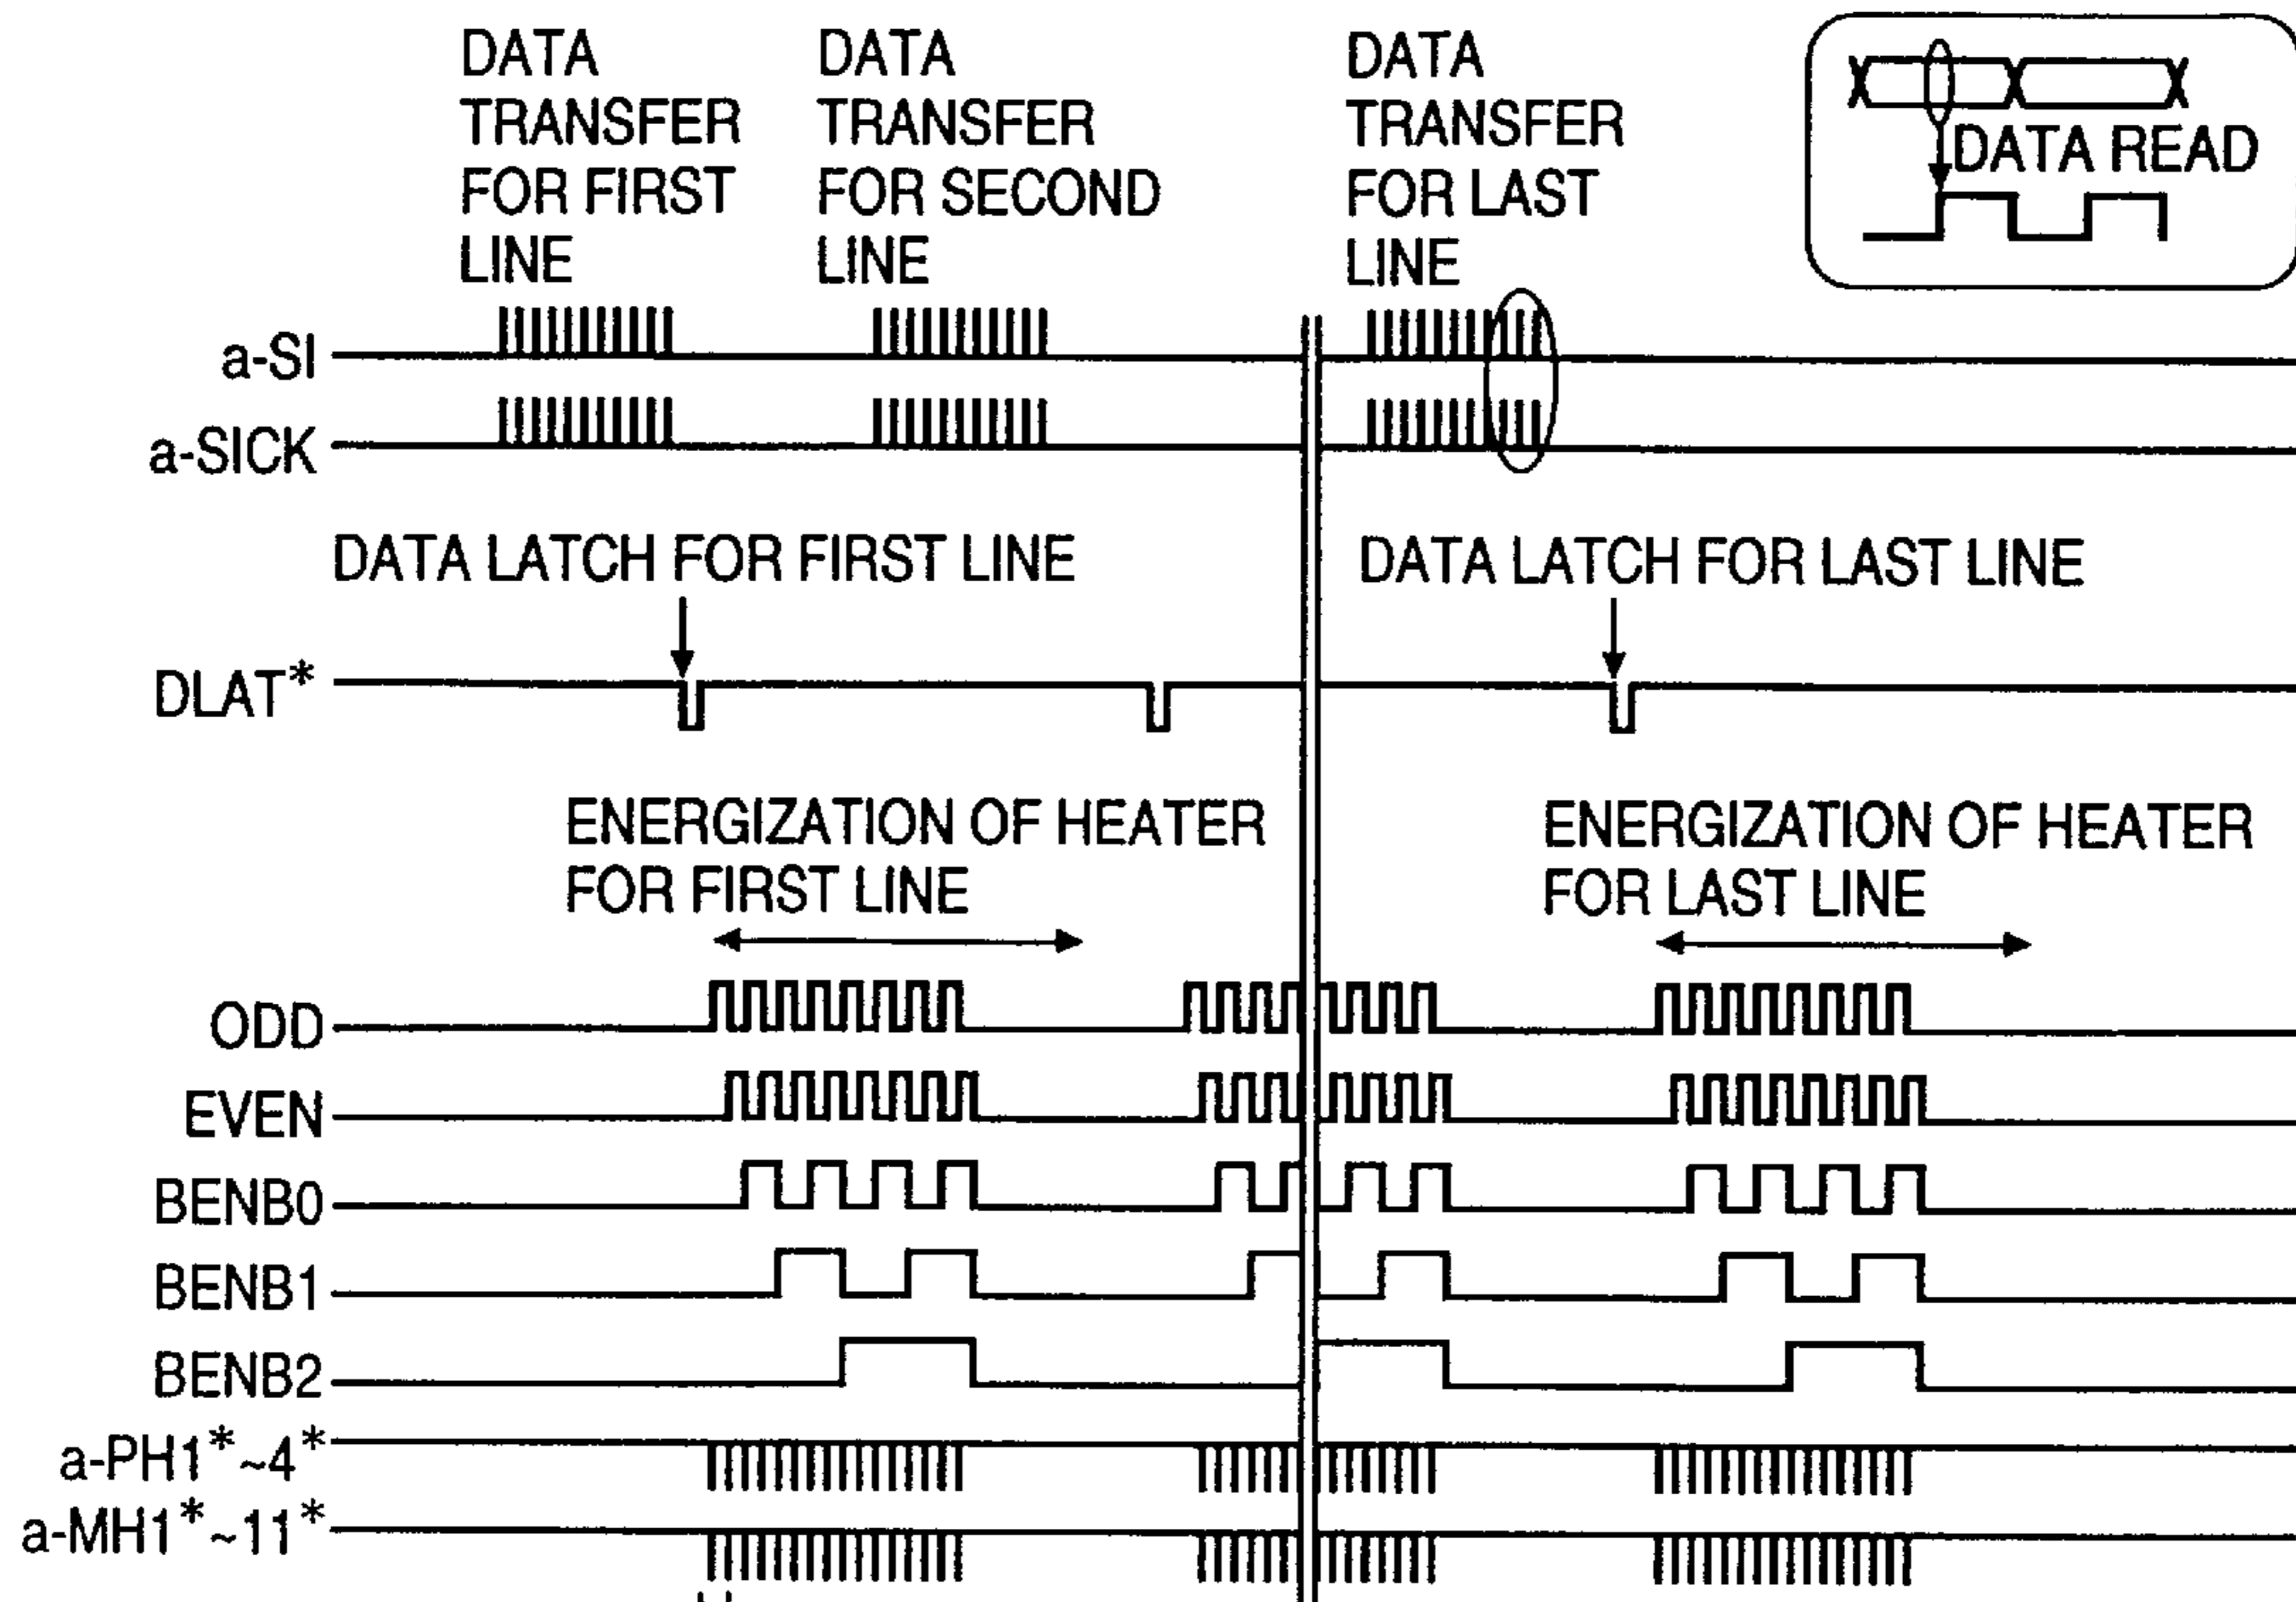 DATA
TRANSFER
FOR FIRST
LINE
DATA
TRANSFER
FOR SECOND
LINE
DATA
TRANSFER
FOR LAST
LINE
DATA READ
a-SI
a-SICK
DATA LATCH FOR FIRST LINE
DATA LATCH FOR LAST LINE
DLAT*
ENERGIZATION OF HEATER
FOR FIRST LINE
ENERGIZATION OF HEATER
FOR LAST LINE
ODD
EVEN
BENB0
BENB1
BENB2
a-PH1*~4*
a-MH1*~11*